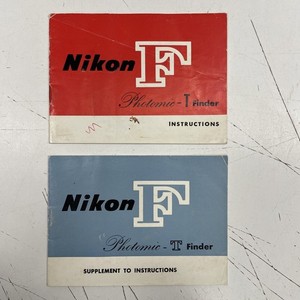 Nikon F
Photomic - T Finder
INSTRUCTIONS
Nikon F
Photomic - T Finder
SUPPLEMENT TO INSTRUCTIONS